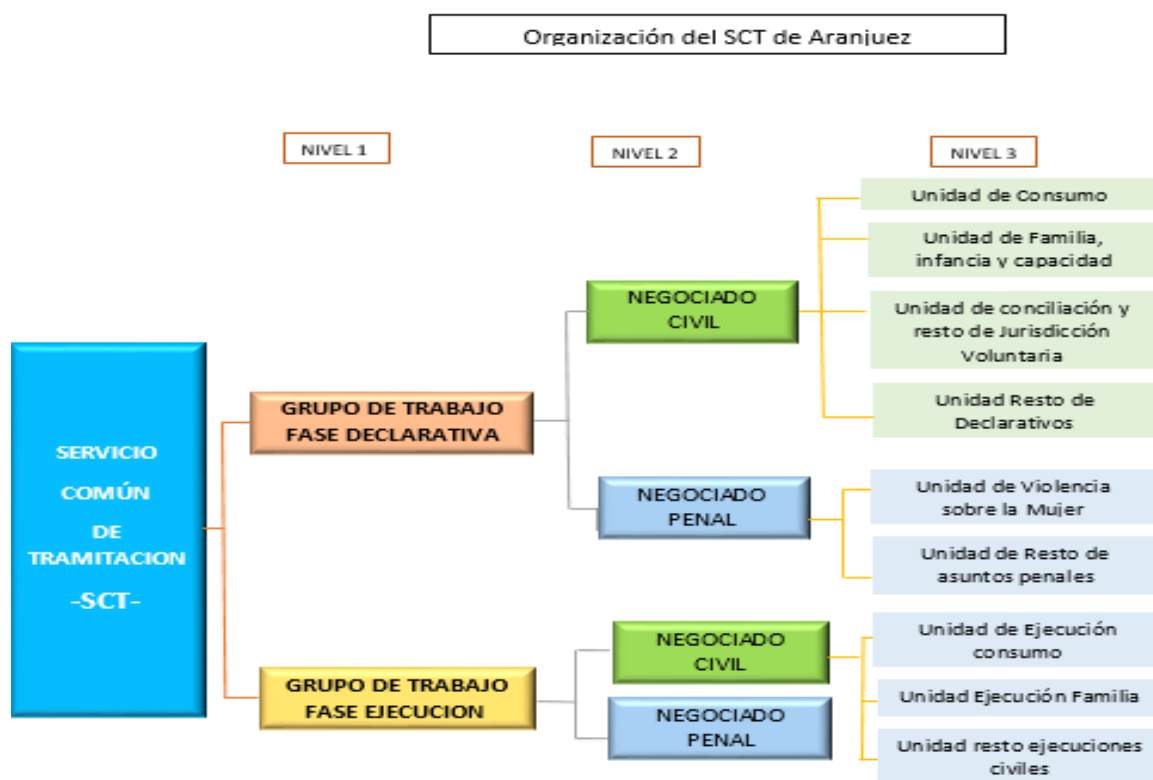 Organización del SCT de Aranjuez
NIVEL 1
NIVEL 2
NIVEL 3
SERVICIO
COMÚN
DE
TRAMITACION
-SCT-
GRUPO DE TRABAJO
FASE DECLARATIVA
NEGOCIADO
CIVIL
Unidad de Consumo
Unidad de Familia,
infancia y capacidad
Unidad de conciliación y
resto de Jurisdicción
Voluntaria
Unidad Resto de
Declarativos
NEGOCIADO
PENAL
Unidad de Violencia
sobre la Mujer
Unidad de Resto de
asuntos penales
GRUPO DE TRABAJO
FASE EJECUCION
NEGOCIADO
CIVIL
Unidad de Ejecución
consumo
Unidad Ejecución Familia
Unidad resto ejecuciones
civiles
NEGOCIADO
PENAL